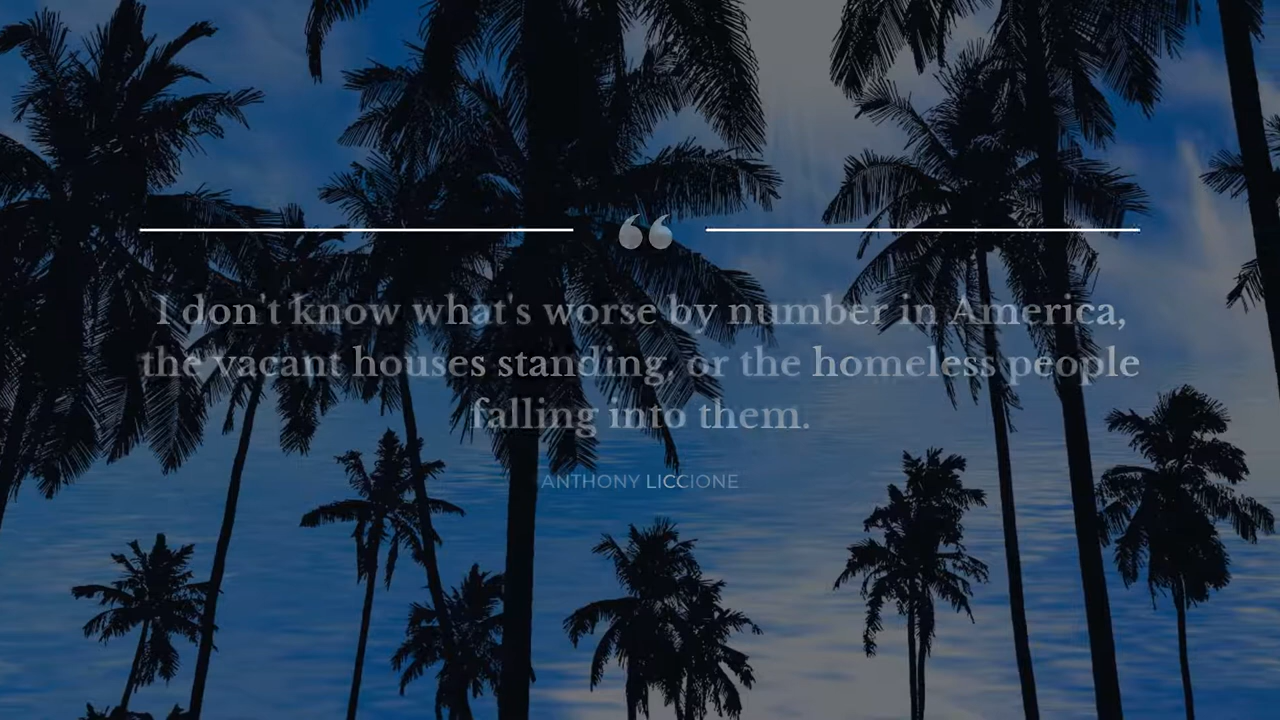 “
I don't know what's worse by number in America,
the vacant houses standing, or the homeless people
falling into them.
ANTHONY LICCIONE